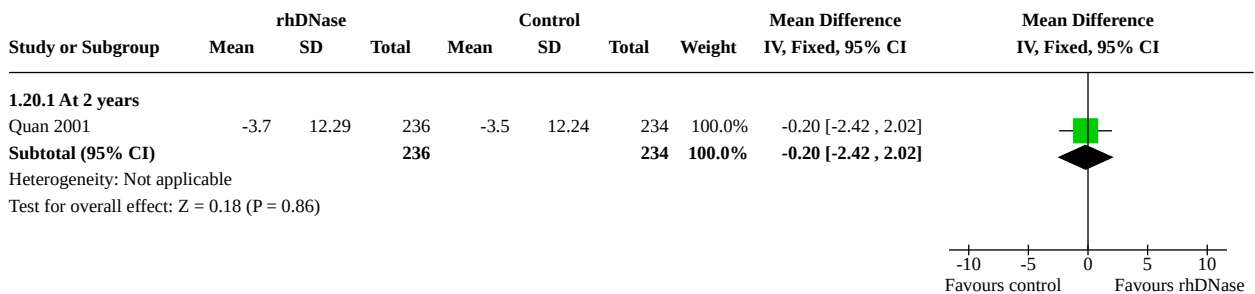 rhDNase Control Mean Difference Mean Difference
Study or Subgroup Mean SD Total Mean SD Total Weight IV, Fixed, 95% CI IV, Fixed, 95% CI
1.20.1 At 2 years
Quan 2001 -3.7 12.29 236 -3.5 12.24 234 100.0% -0.20 [-2.42 , 2.02]
Subtotal (95% CI) 236 234 100.0% -0.20 [-2.42 , 2.02]
Heterogeneity: Not applicable
Test for overall effect: Z = 0.18 (P = 0.86)
-10 -5 0 5 10
Favours control Favours rhDNase